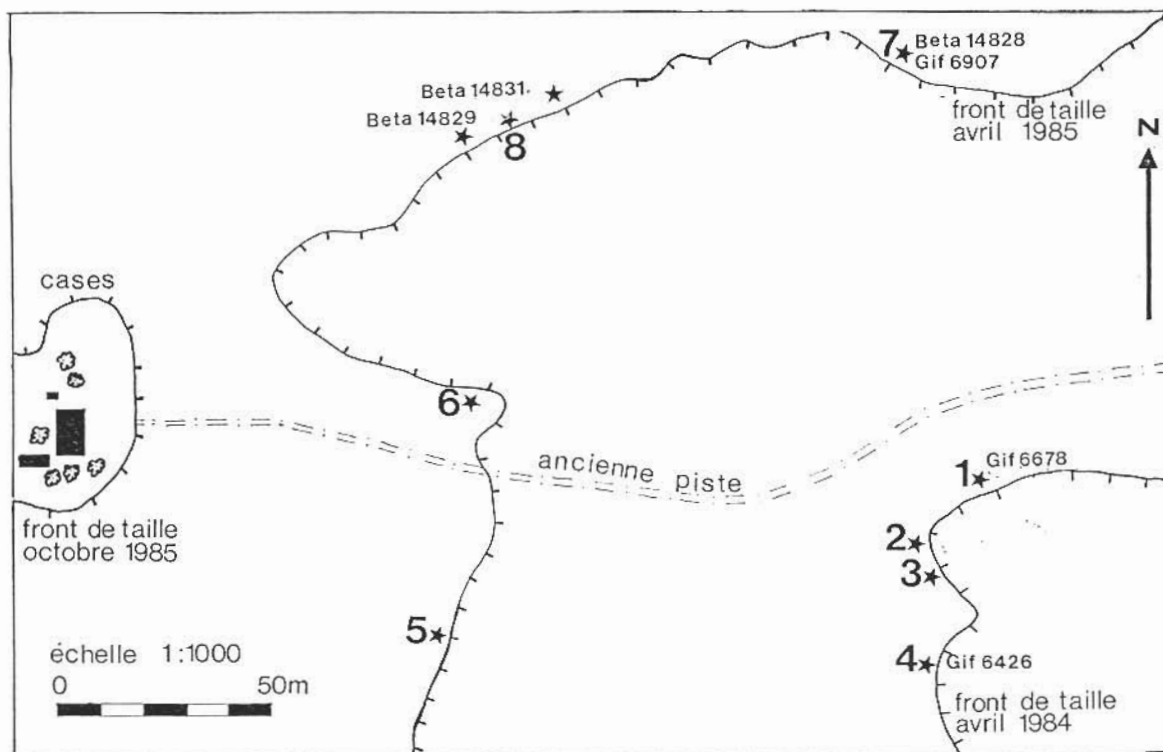 7 Beta 14828
Gif 6907
Beta 14831.
Beta 14829
8
front de taille
avril 1985
N
cases
6
ancienne piste
1 Gif 6678
front de taille
octobre 1985
2
3
5
4 Gif 6426
échelle 1:1000
0 50m
front de taille
avril 1984